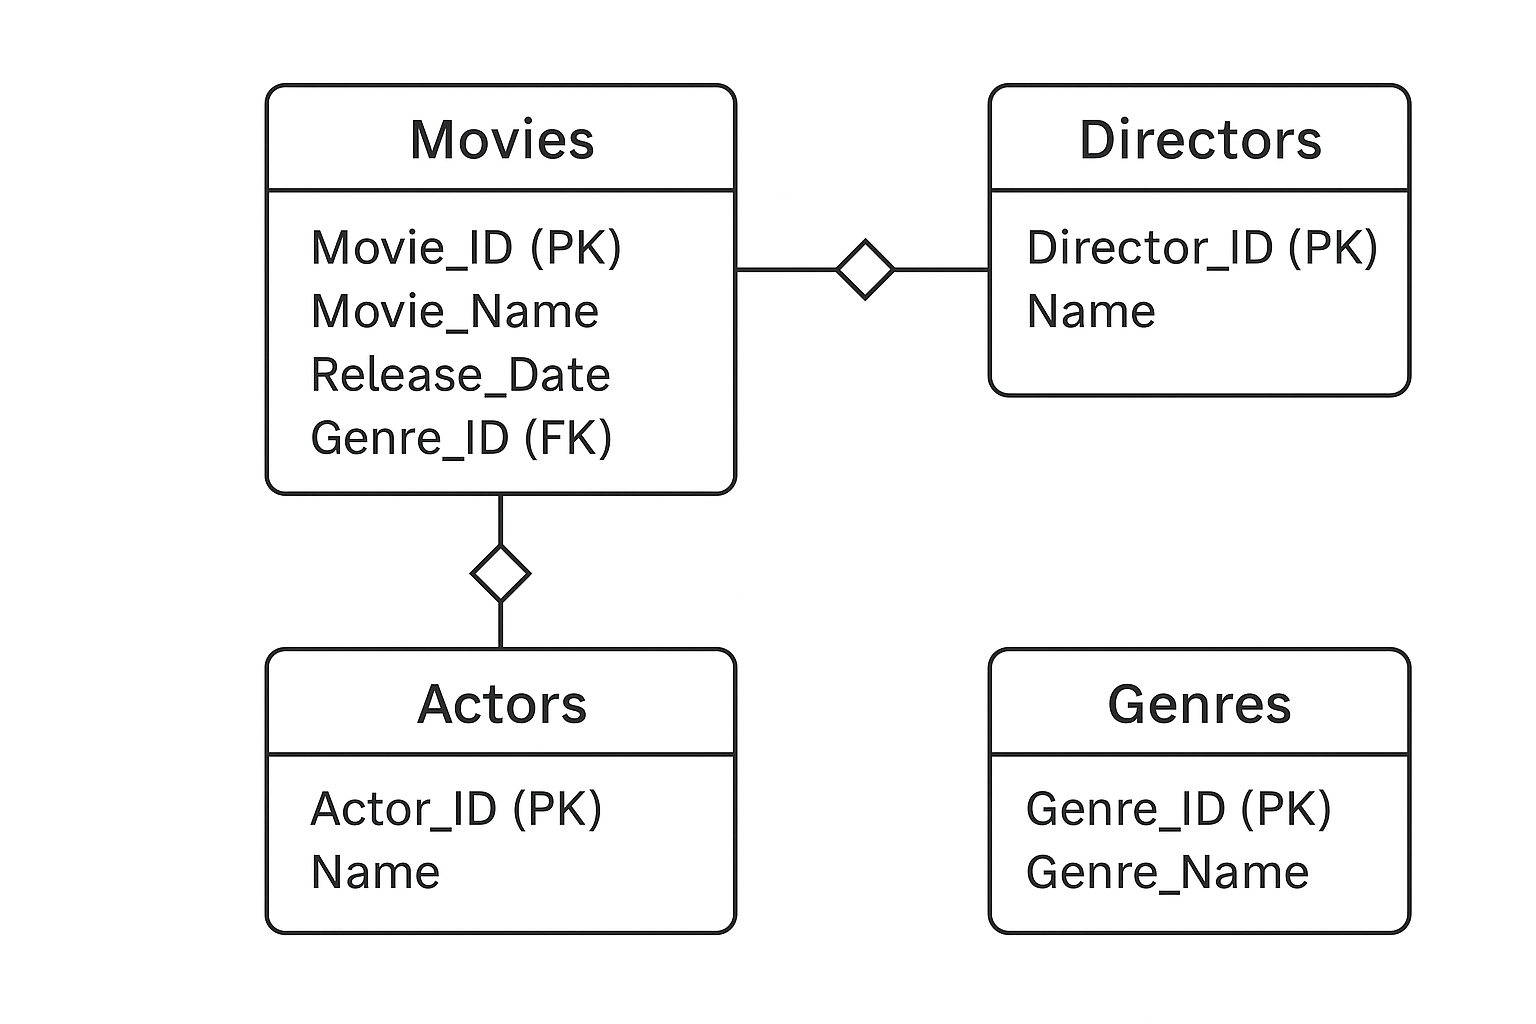 Movies
Movie_ID (PK)
Movie_Name
Release_Date
Genre_ID (FK)
Directors
Director_ID (PK)
Name
Actors
Actor_ID (PK)
Name
Genres
Genre_ID (PK)
Genre_Name